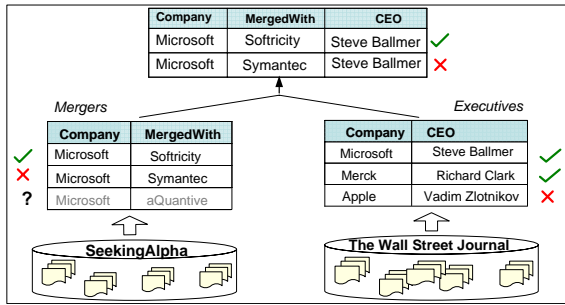 Company MergedWith CEO
Microsoft Softricity Steve Ballmer
Microsoft Symantec Steve Ballmer
Mergers Executives
Company MergedWith
Microsoft Softricity
Microsoft Symantec
? Microsoft aQuantive
Company CEO
Microsoft Steve Ballmer
Merck Richard Clark
Apple Vadim Zlotnikov
SeekingAlpha
The Wall Street Journal